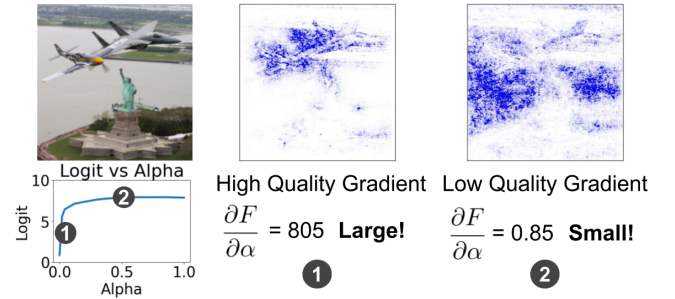 Logit vs Alpha
Logit
10
5
0
1
2
0.0
0.5
1.0
Alpha
High Quality Gradient
∂F/∂α = 805 Large!
1
Low Quality Gradient
∂F/∂α = 0.85 Small!
2